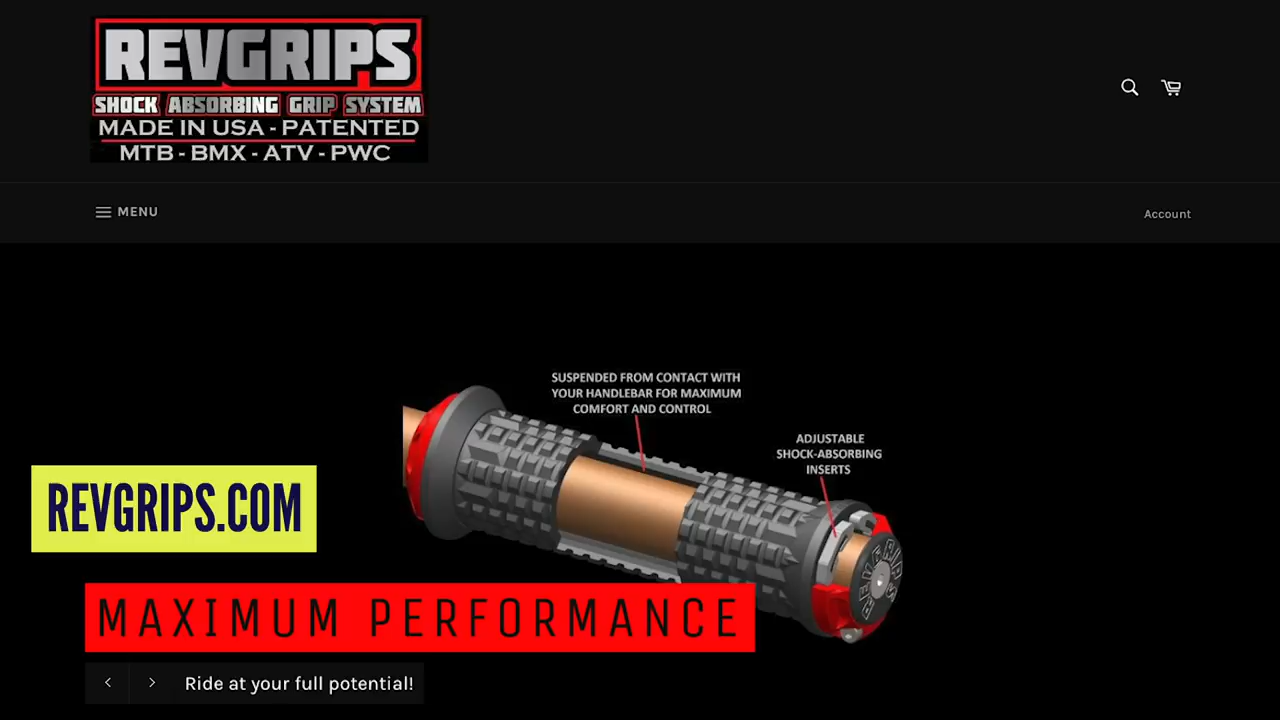 REVGRIPS
SHOCK ABSORBING GRIP SYSTEM
MADE IN USA - PATENTED
MTB - BMX - ATV - PWC
MENU
Account
SUSPENDED FROM CONTACT WITH
YOUR HANDLEBAR FOR MAXIMUM
COMFORT AND CONTROL
ADJUSTABLE
SHOCK-ABSORBING
INSERTS
REVGRIPS.COM
REV GRIPS
MAXIMUM PERFORMANCE
Ride at your full potential!